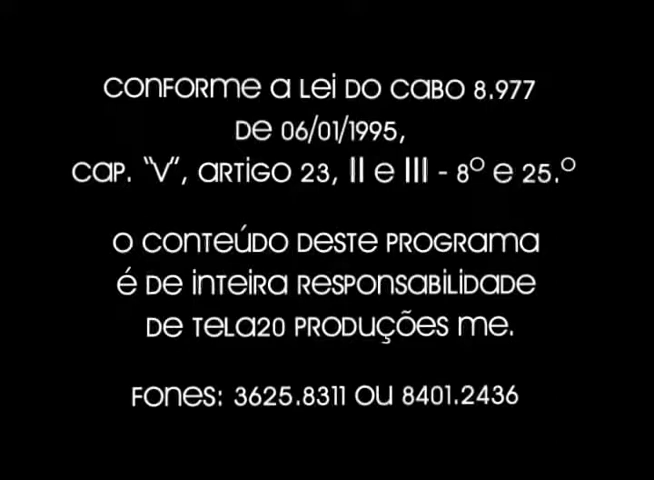 CONFORME A LEI DO CABO 8.977
DE 06/01/1995,
CAP. “V”, ARTIGO 23, II E III - 8º E 25.º
O CONTEÚDO DESTE PROGRAMA
É DE INTEIRA RESPONSABILIDADE
DE TELA20 PRODUÇÕES ME.
FONES: 3625.8311 OU 8401.2436